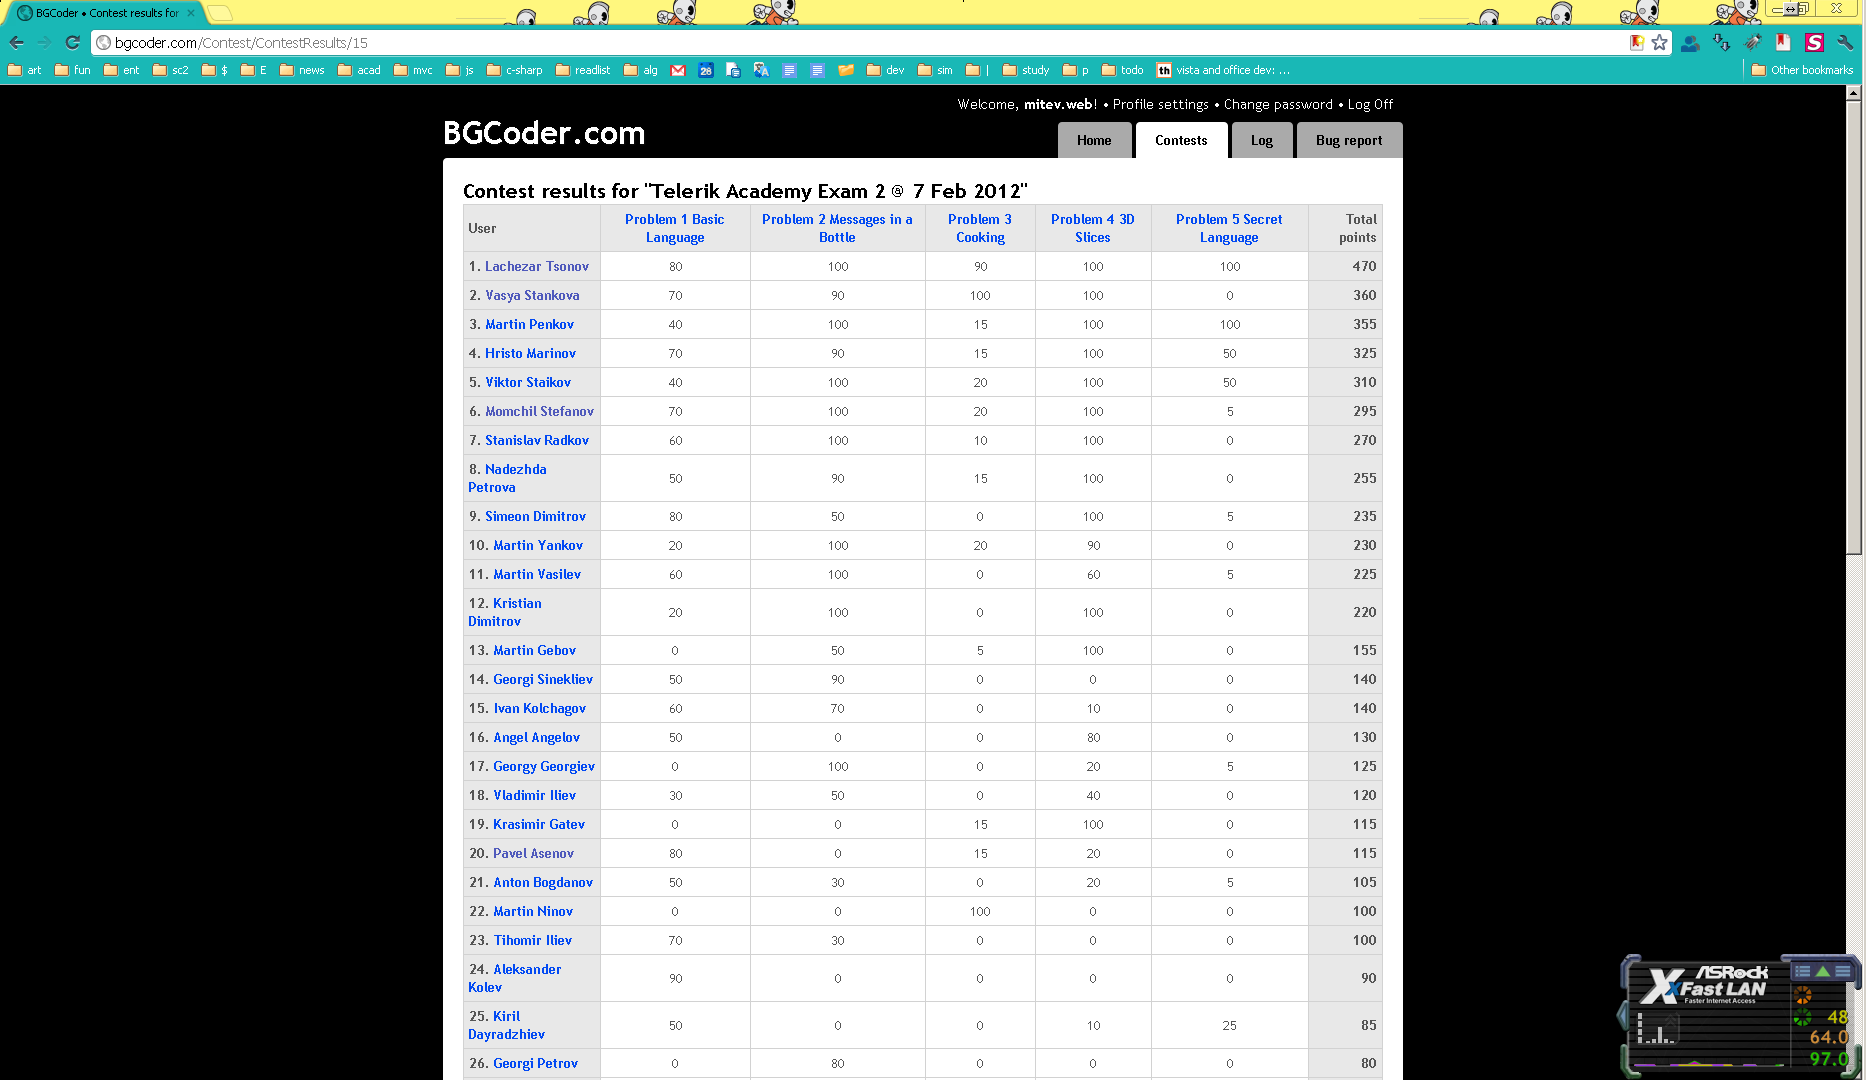 BGCoder • Contest results for
bgcoder.com/Contest/ContestResults/15
art fun ent sc2 $ E news acad mvc js c-sharp readlist alg 28 dev sim | study p todo th vista and office dev: ... Other bookmarks
Welcome, mitev.web! • Profile settings • Change password • Log Off
BGCoder.com
Home Contests Log Bug report
Contest results for "Telerik Academy Exam 2 @ 7 Feb 2012"
User Problem 1 Basic Language Problem 2 Messages in a Bottle Problem 3 Cooking Problem 4 3D Slices Problem 5 Secret Language Total points
1. Lachezar Tsonov 80 100 90 100 100 470
2. Vasya Stankova 70 90 100 100 0 360
3. Martin Penkov 40 100 15 100 100 355
4. Hristo Marinov 70 90 15 100 50 325
5. Viktor Staikov 40 100 20 100 50 310
6. Momchil Stefanov 70 100 20 100 5 295
7. Stanislav Radkov 60 100 10 100 0 270
8. Nadezhda Petrova 50 90 15 100 0 255
9. Simeon Dimitrov 80 50 0 100 5 235
10. Martin Yankov 20 100 20 90 0 230
11. Martin Vasilev 60 100 0 60 5 225
12. Kristian Dimitrov 20 100 0 100 0 220
13. Martin Gebov 0 50 5 100 0 155
14. Georgi Sinekliev 50 90 0 0 0 140
15. Ivan Kolchagov 60 70 0 10 0 140
16. Angel Angelov 50 0 0 80 0 130
17. Georgy Georgiev 0 100 0 20 5 125
18. Vladimir Iliev 30 50 0 40 0 120
19. Krasimir Gatev 0 0 15 100 0 115
20. Pavel Asenov 80 0 15 20 0 115
21. Anton Bogdanov 50 30 0 20 5 105
22. Martin Ninov 0 0 100 0 0 100
23. Tihomir Iliev 70 30 0 0 0 100
24. Aleksander Kolev 90 0 0 0 0 90
25. Kiril Dayradzhiev 50 0 0 10 25 85
26. Georgi Petrov 0 80 0 0 0 80
ASRock
XFast LAN
Faster Internet Access
48
64.0
97.0